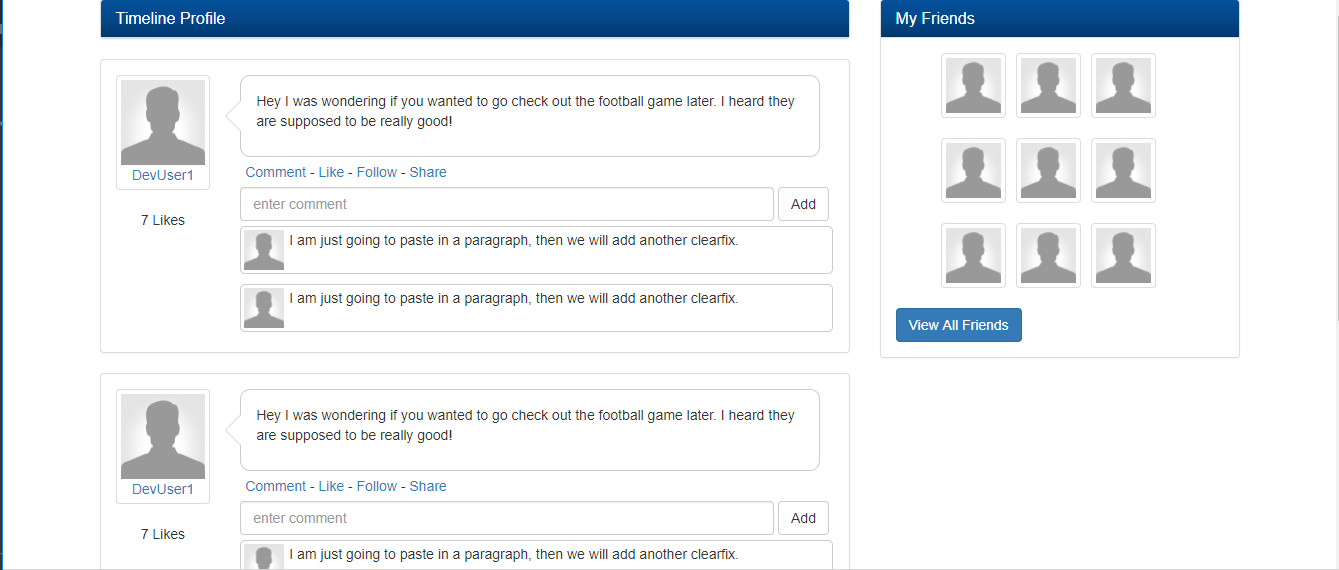 Timeline Profile
Hey I was wondering if you wanted to go check out the football game later. I heard they
are supposed to be really good!
DevUser1
Comment - Like - Follow - Share
enter comment
Add
7 Likes
I am just going to paste in a paragraph, then we will add another clearfix.
I am just going to paste in a paragraph, then we will add another clearfix.
Hey I was wondering if you wanted to go check out the football game later. I heard they
are supposed to be really good!
DevUser1
Comment - Like - Follow - Share
enter comment
Add
7 Likes
I am just going to paste in a paragraph, then we will add another clearfix.
My Friends
View All Friends